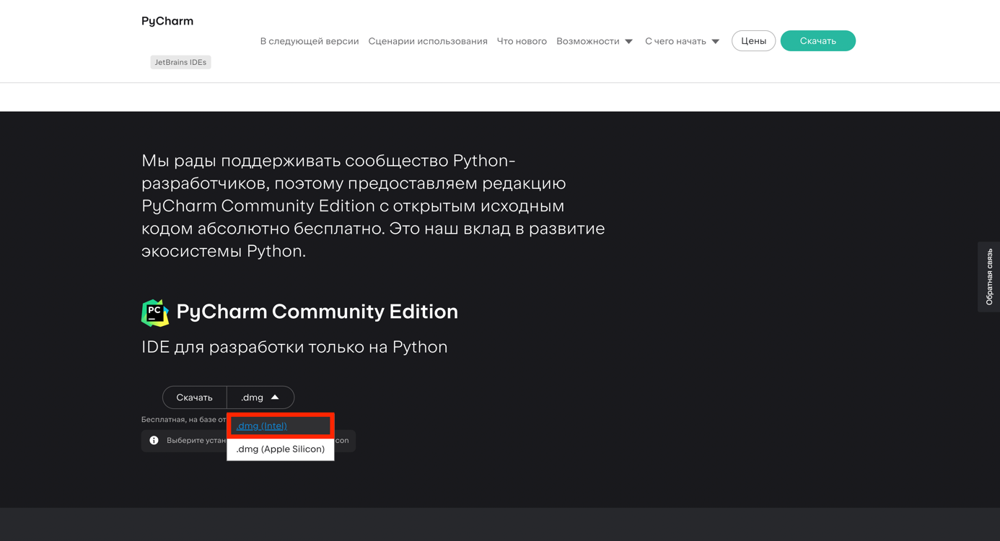 PyCharm
В следующей версии Сценарии использования Что нового Возможности С чего начать Цены Скачать
JetBrains IDEs
Мы рады поддерживать сообщество Python-
разработчиков, поэтому предоставляем редакцию
PyCharm Community Edition с открытым исходным
кодом абсолютно бесплатно. Это наш вклад в развитие
экосистемы Python.
Обратная связь
PC
PyCharm Community Edition
IDE для разработки только на Python
Скачать .dmg
Бесплатная, на базе от
.dmg (Intel)
Выберите устан
con
.dmg (Apple Silicon)